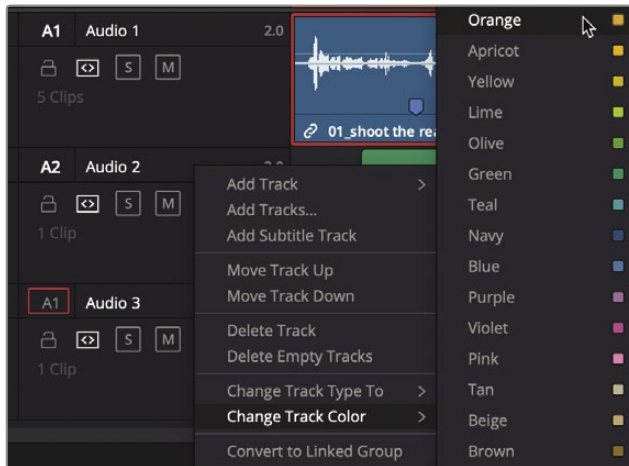 A1 Audio 1 2.0
S M
5 Clips
01_shoot the rea
A2 Audio 2 2.0
S M
1 Clip
A1 Audio 3
S M
1 Clip
Add Track
Add Tracks...
Add Subtitle Track
Move Track Up
Move Track Down
Delete Track
Delete Empty Tracks
Change Track Type To
Change Track Color
Convert to Linked Group
Orange
Apricot
Yellow
Lime
Olive
Green
Teal
Navy
Blue
Purple
Violet
Pink
Tan
Beige
Brown